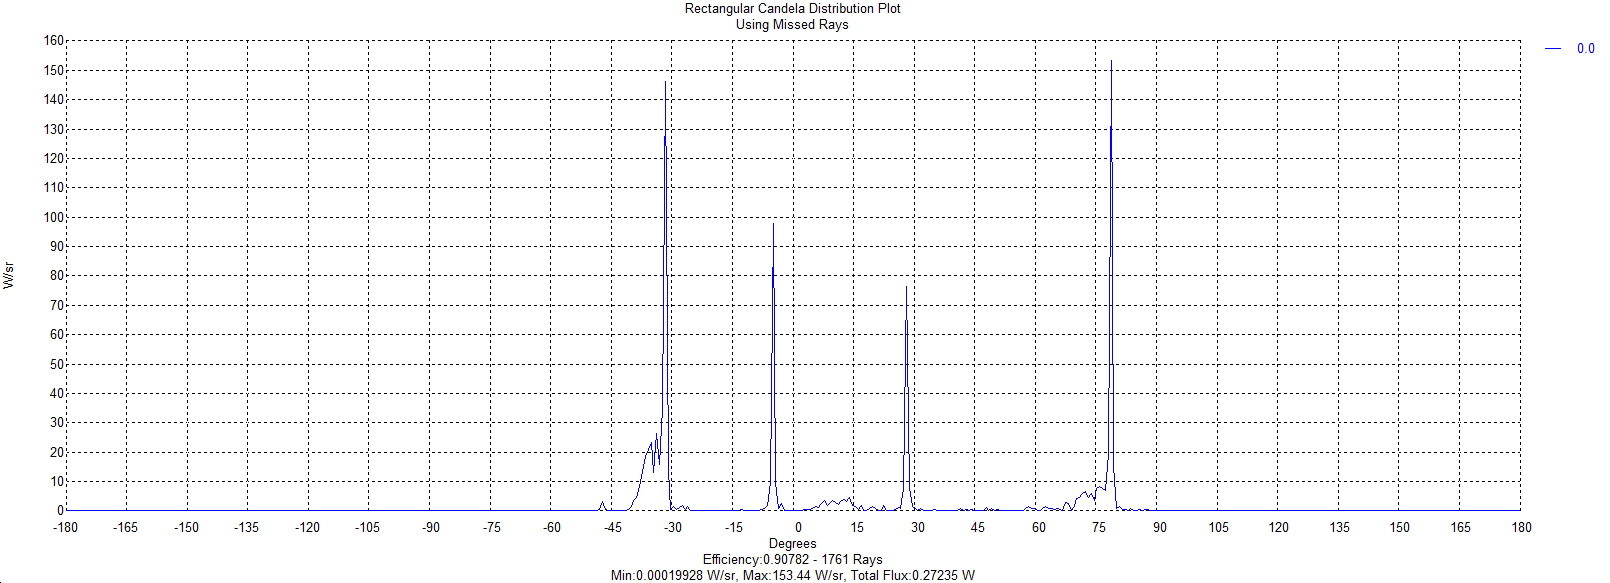 Rectangular Candela Distribution Plot
Using Missed Rays
0.0
160
150
140
130
120
110
100
90
80
70
60
50
40
30
20
10
0
W/sr
-180 -165 -150 -135 -120 -105 -90 -75 -60 -45 -30 -15 0 15 30 45 60 75 90 105 120 135 150 165 180
Degrees
Efficiency:0.90782 - 1761 Rays
Min:0.00019928 W/sr, Max:153.44 W/sr, Total Flux:0.27235 W